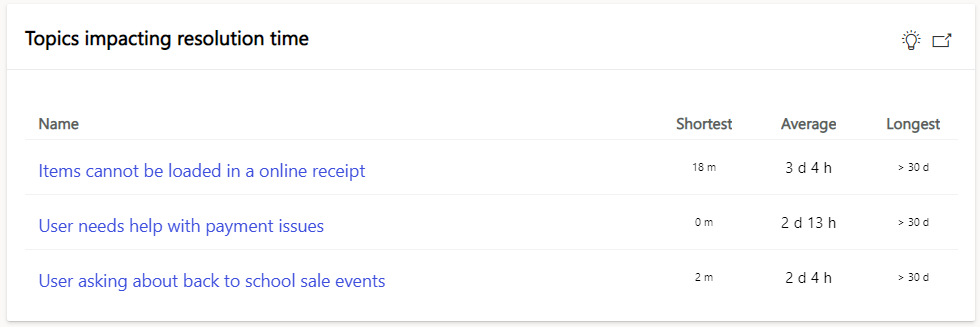 Topics impacting resolution time
Name Shortest Average Longest
Items cannot be loaded in a online receipt 18 m 3 d 4 h > 30 d
User needs help with payment issues 0 m 2 d 13 h > 30 d
User asking about back to school sale events 2 m 2 d 4 h > 30 d